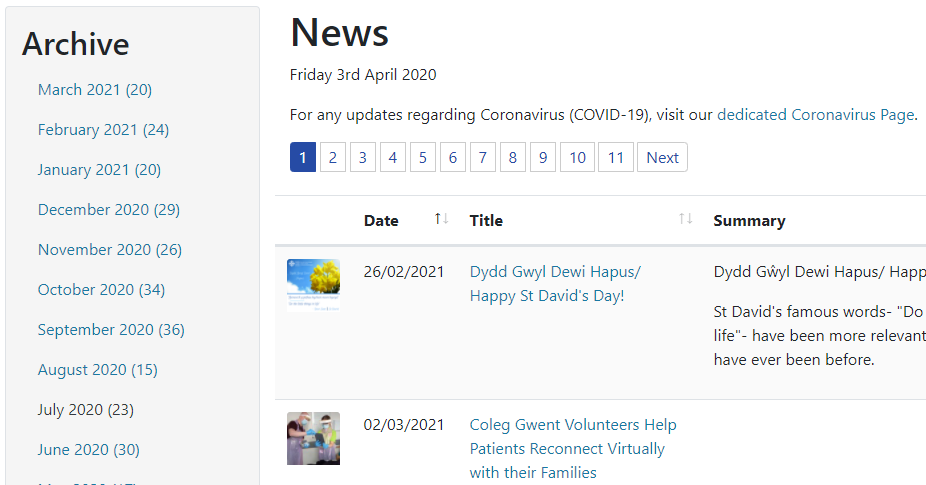 Archive
March 2021 (20)
February 2021 (24)
January 2021 (20)
December 2020 (29)
November 2020 (26)
October 2020 (34)
September 2020 (36)
August 2020 (15)
July 2020 (23)
June 2020 (30)
News
Friday 3rd April 2020
For any updates regarding Coronavirus (COVID-19), visit our dedicated Coronavirus Page.
1 2 3 4 5 6 7 8 9 10 11 Next
Date Title Summary
26/02/2021
Dydd Gwyl Dewi Hapus/
Happy St David's Day!
Dydd Gŵyl Dewi Hapus/ Happ
St David's famous words- "Do
life"- have been more relevant
have ever been before.
02/03/2021
Coleg Gwent Volunteers Help
Patients Reconnect Virtually
with their Families